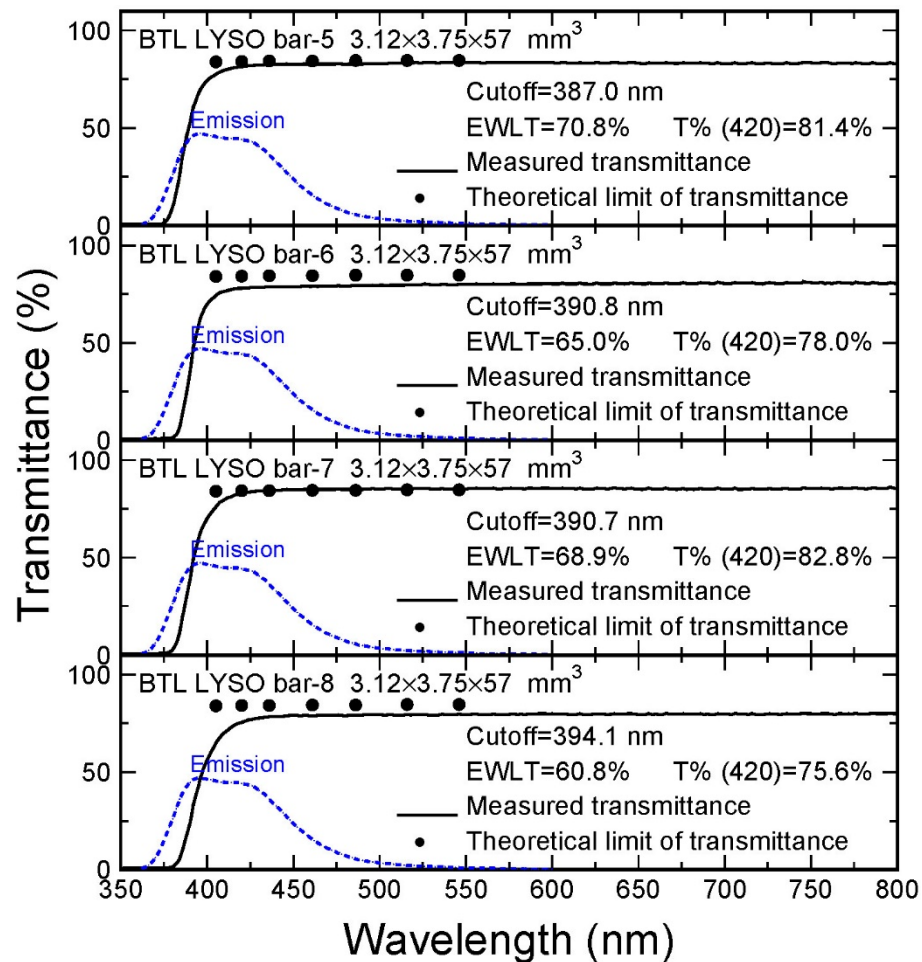 100
BTL LYSO bar-5 3.12×3.75×57 mm³
Cutoff=387.0 nm
Emission
EWLT=70.8% T% (420)=81.4%
50
Measured transmittance
Theoretical limit of transmittance
0
100
BTL LYSO bar-6 3.12×3.75×57 mm³
Cutoff=390.8 nm
Emission
EWLT=65.0% T% (420)=78.0%
50
Measured transmittance
Theoretical limit of transmittance
0
100
BTL LYSO bar-7 3.12×3.75×57 mm³
Cutoff=390.7 nm
Emission
EWLT=68.9% T% (420)=82.8%
50
Measured transmittance
Theoretical limit of transmittance
0
100
BTL LYSO bar-8 3.12×3.75×57 mm³
Cutoff=394.1 nm
Emission
EWLT=60.8% T% (420)=75.6%
50
Measured transmittance
Theoretical limit of transmittance
0
350 400 450 500 550 600 650 700 750 800
Wavelength (nm)
Transmittance (%)